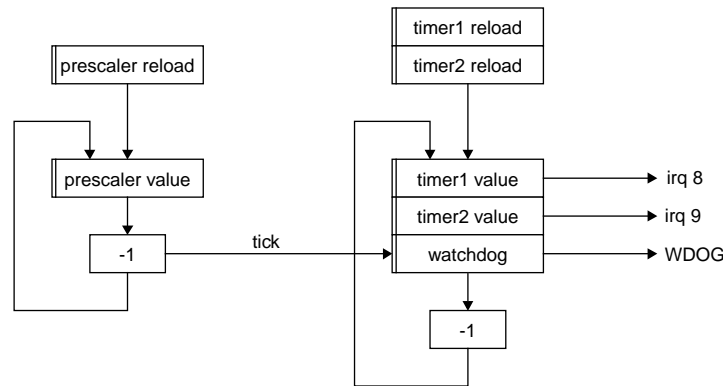 timer1 reload
prescaler reload
timer2 reload
prescaler value
timer1 value
irq 8
timer2 value
irq 9
-1
tick
watchdog
WDOG
-1